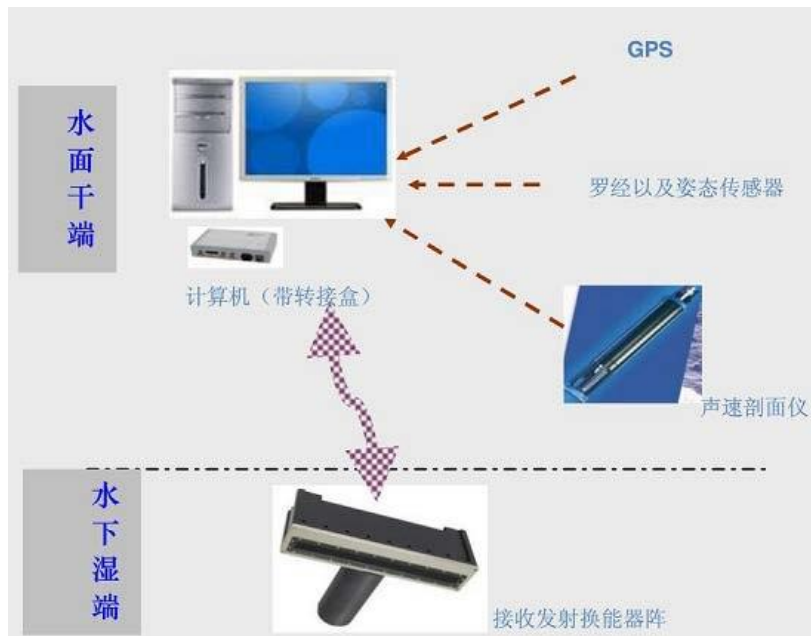 GPS
水面干端
罗经以及姿态传感器
计算机（带转接盒）
声速剖面仪
水下湿端
接收发射换能器阵